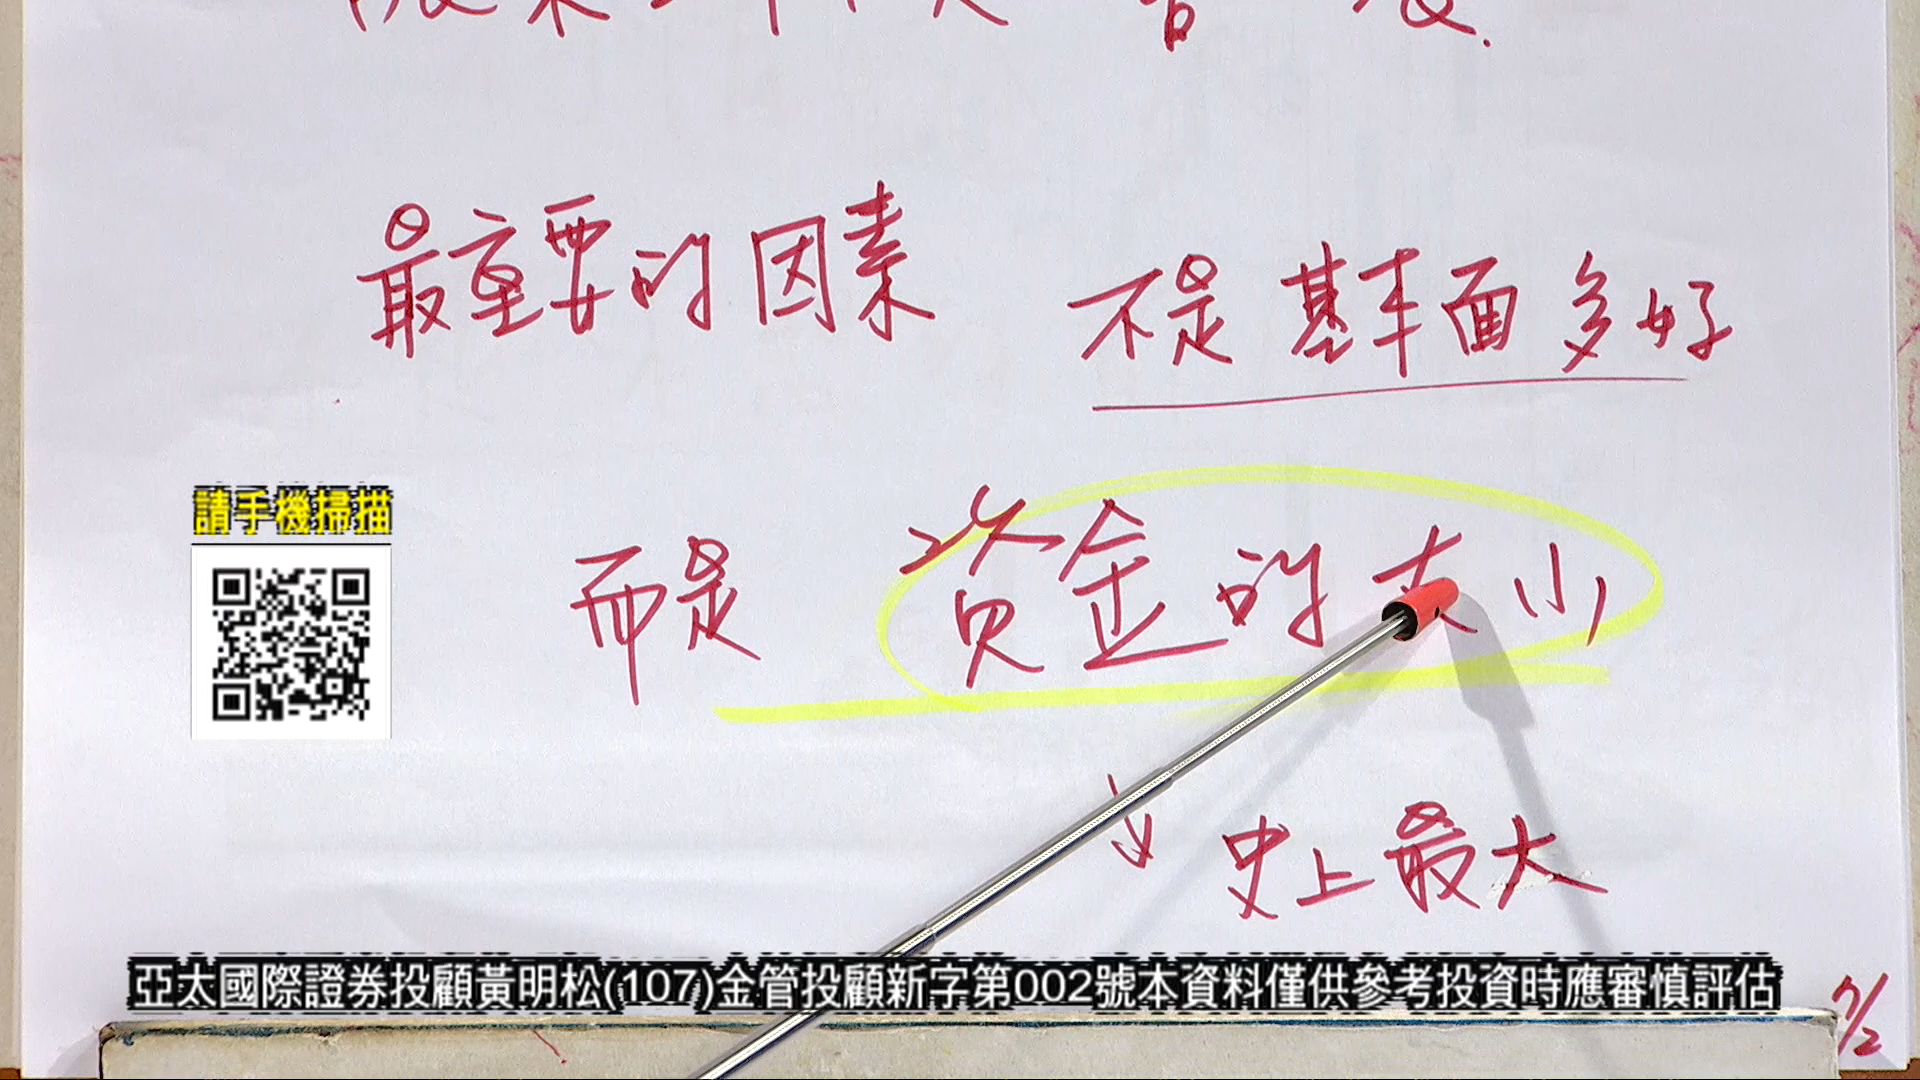 最重要的因素
不是基本面多好
而是 資金的大小
史上最大
請手機掃描
亞太國際證券投顧黃明松(107)金管投顧新字第002號本資料僅供參考投資時應審慎評估
7/2